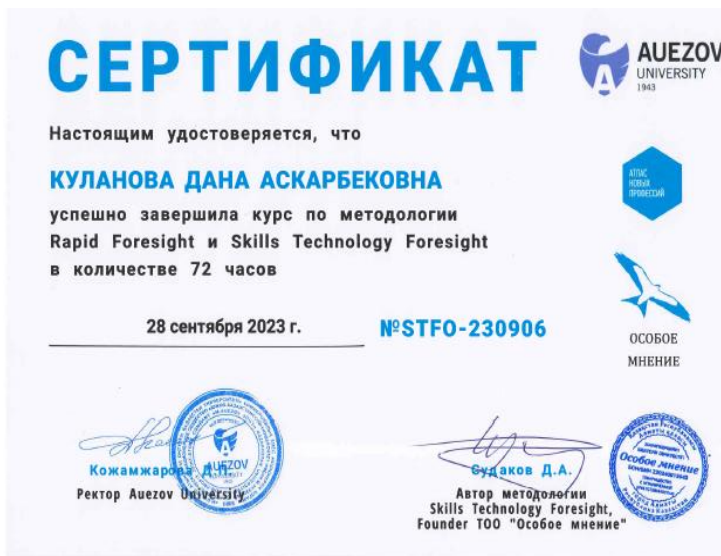 СЕРТИФИКАТ
AUEZOV
UNIVERSITY
1943
Настоящим удостоверяется, что
КУЛАНОВА ДАНА АСКАРБЕКОВНА
успешно завершила курс по методологии
Rapid Foresight и Skills Technology Foresight
в количестве 72 часов
АТЛАС
НОВЫХ
ПРОФЕССИЙ
28 сентября 2023 г.
№STFO-230906
ОСОБОЕ
МНЕНИЕ
Кожамжарова Д.П.
Ректор Auezov University
AUEZOV
Судаков Д.А.
Автор методологии
Skills Technology Foresight,
Founder ТОО "Особое мнение"
Особое мнение